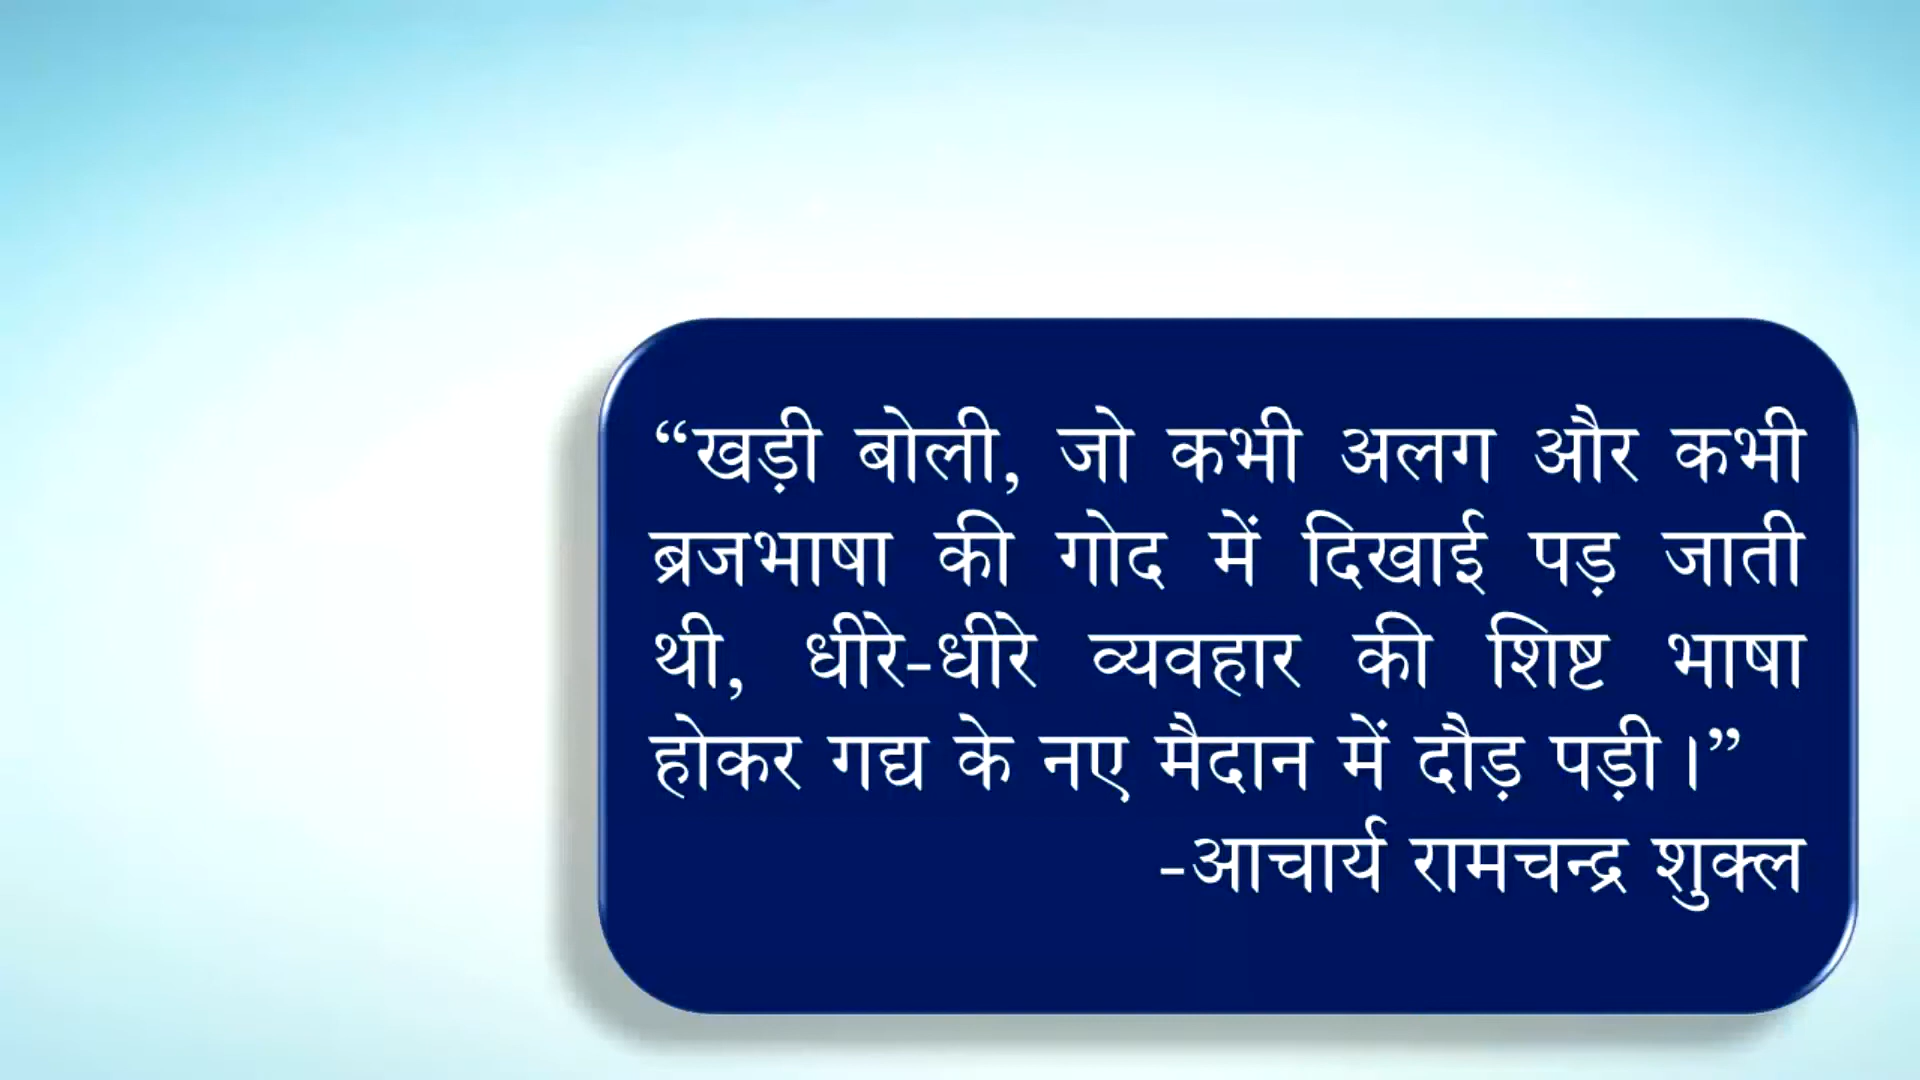 “खड़ी बोली, जो कभी अलग और कभी
ब्रजभाषा की गोद में दिखाई पड़ जाती
थी, धीरे-धीरे व्यवहार की शिष्ट भाषा
होकर गद्य के नए मैदान में दौड़ पड़ी।”
-आचार्य रामचन्द्र शुक्ल